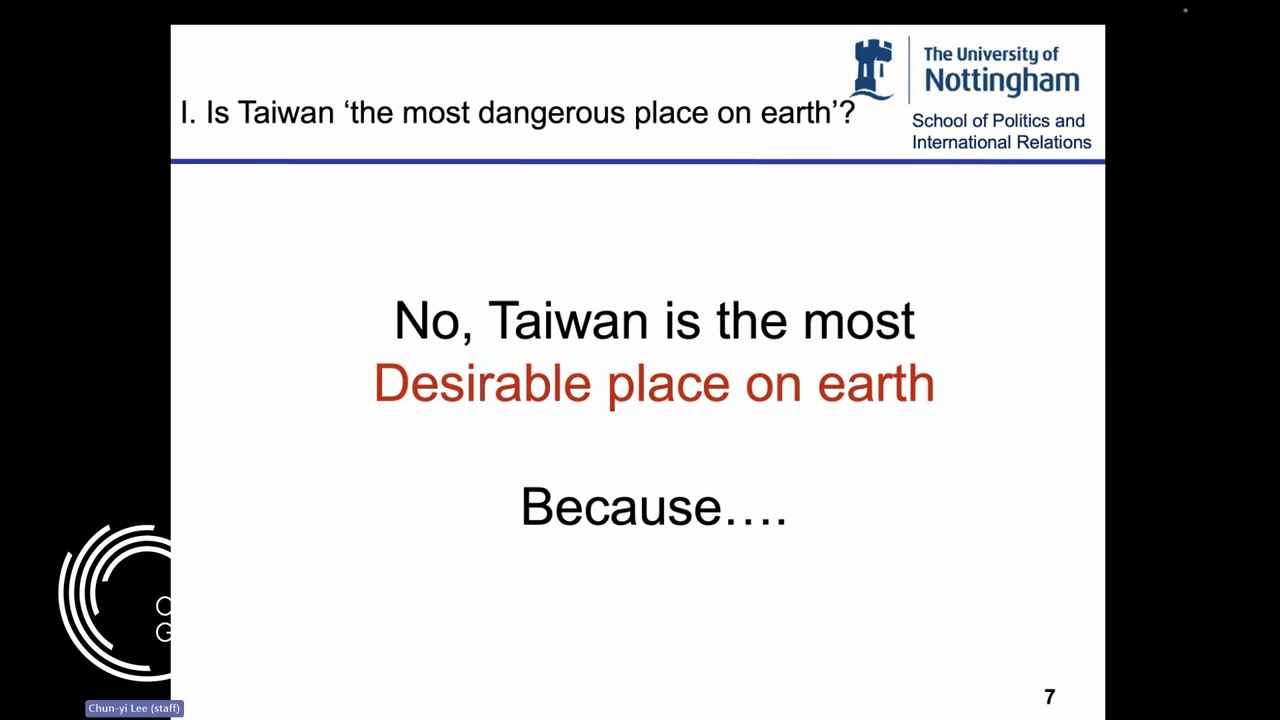 The University of
Nottingham
School of Politics and
International Relations
I. Is Taiwan ‘the most dangerous place on earth’?
No, Taiwan is the most
Desirable place on earth
Because….
O
G
Chun-yi Lee (staff)
7